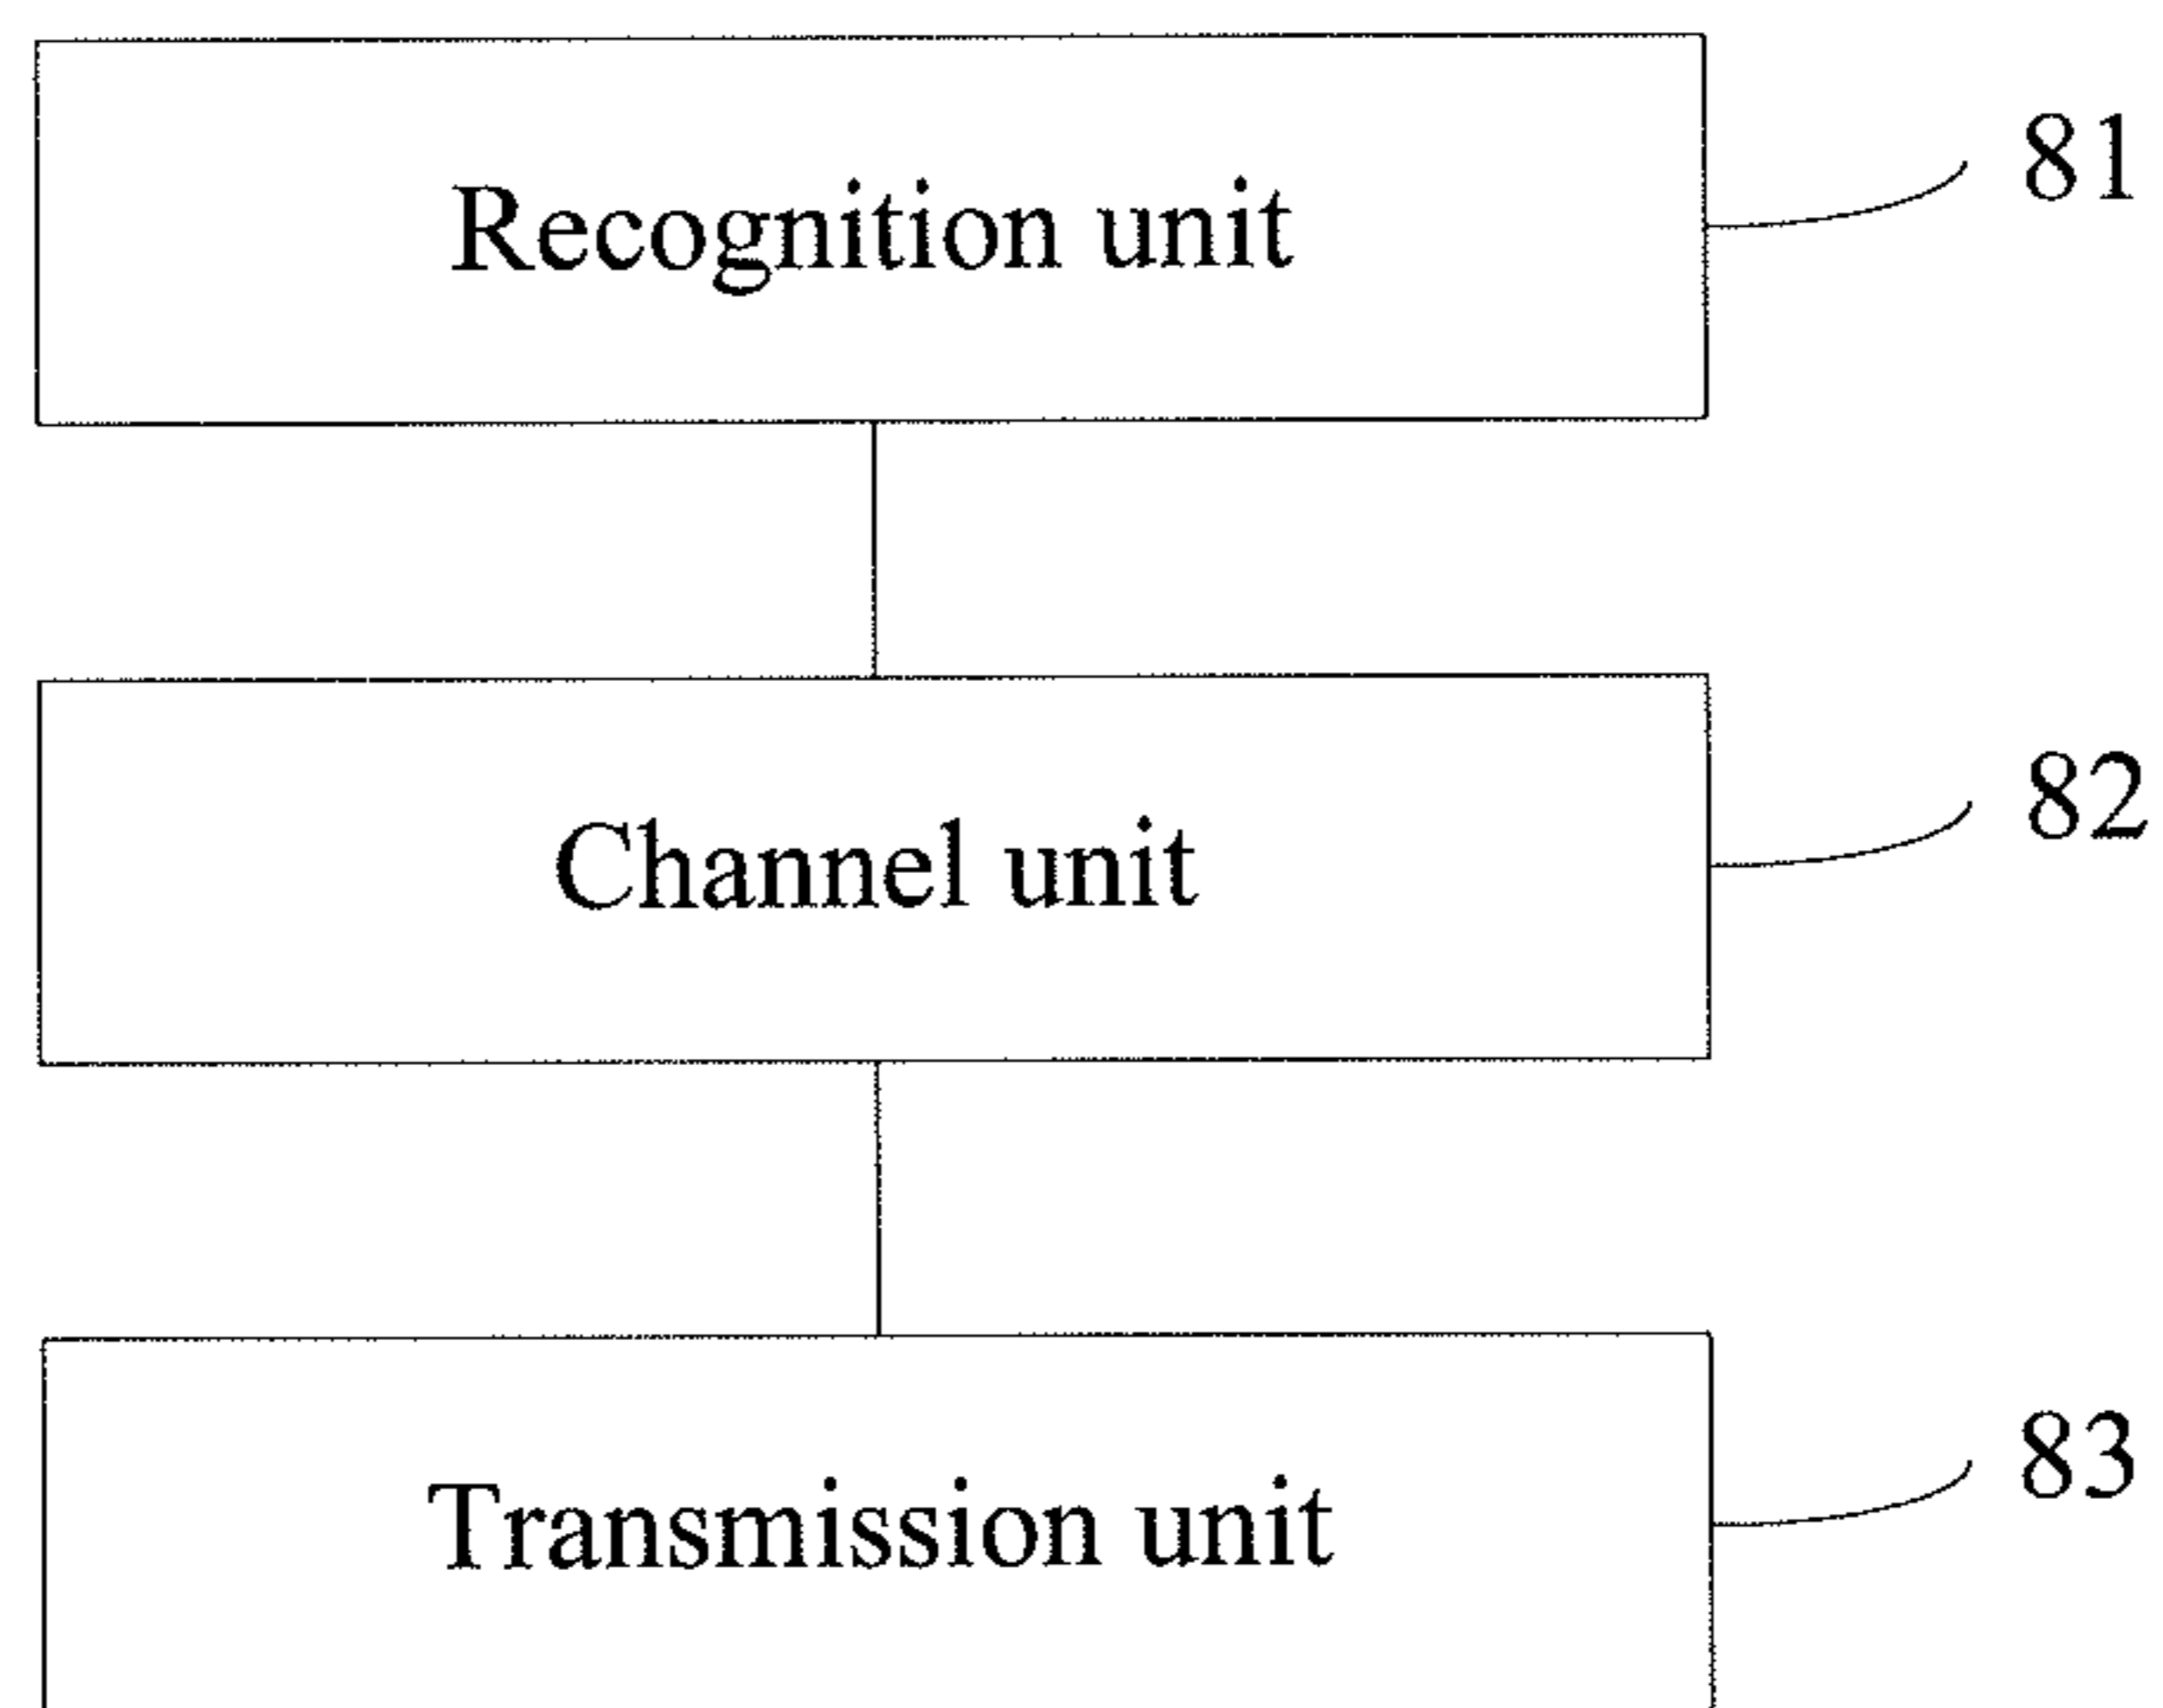 Recognition unit
81
Channel unit
82
Transmission unit
83